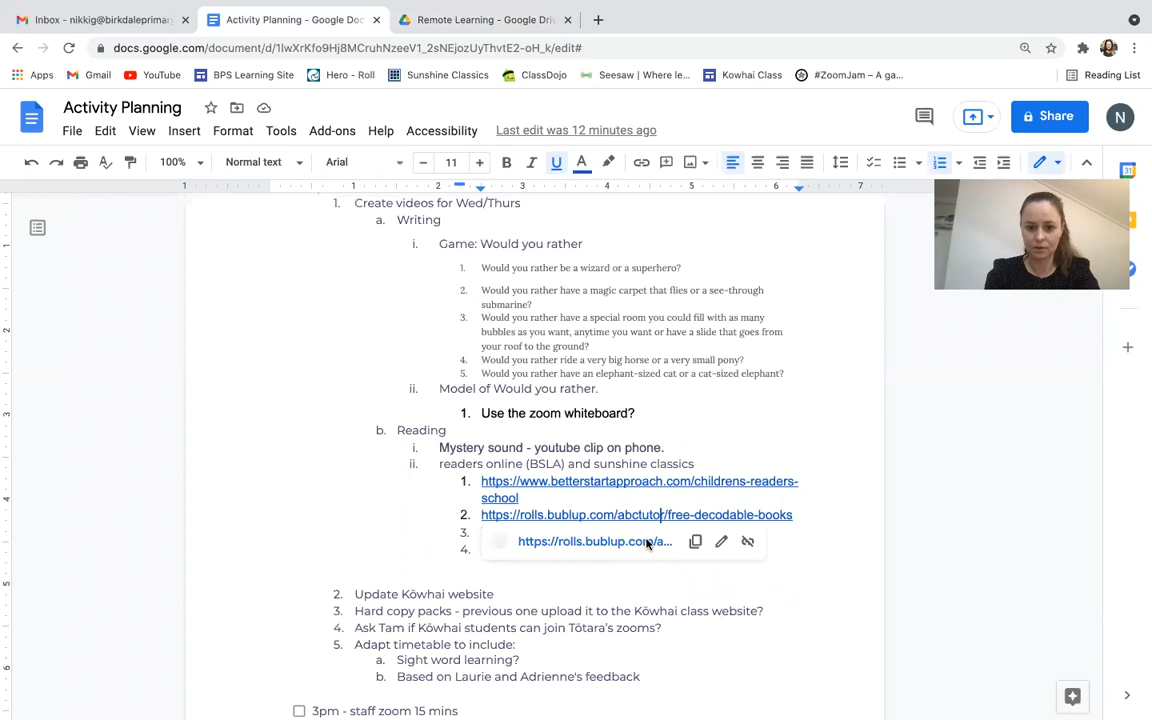 Inbox - nikkig@birkdaleprimary
Activity Planning - Google Doc
Remote Learning - Google Driv
docs.google.com/document/d/1lwXrKfo9Hj8MCruhNzeeV1_2sNEjozUyThvtE2-oH_k/edit#
Apps
Gmail
YouTube
BPS Learning Site
Hero - Roll
Sunshine Classics
ClassDojo
Seesaw | Where le...
Kowhai Class
#ZoomJam – A ga...
Reading List
Activity Planning
File Edit View Insert Format Tools Add-ons Help Accessibility
Last edit was 12 minutes ago
Share
N
100%
Normal text
Arial
11
B I U A
1 1 2 3 4 5 6 7
31
1. Create videos for Wed/Thurs
a. Writing
i. Game: Would you rather
1. Would you rather be a wizard or a superhero?
2. Would you rather have a magic carpet that flies or a see-through
submarine?
3. Would you rather have a special room you could fill with as many
bubbles as you want, anytime you want or have a slide that goes from
your roof to the ground?
4. Would you rather ride a very big horse or a very small pony?
5. Would you rather have an elephant-sized cat or a cat-sized elephant?
ii. Model of Would you rather.
1. Use the zoom whiteboard?
b. Reading
i. Mystery sound - youtube clip on phone.
ii. readers online (BSLA) and sunshine classics
1. https://www.betterstartapproach.com/childrens-readers-
school
2. https://rolls.bublup.com/abctutor/free-decodable-books
3.
https://rolls.bublup.com/a...
4.
2. Update Kōwhai website
3. Hard copy packs - previous one upload it to the Kōwhai class website?
4. Ask Tam if Kōwhai students can join Tōtara's zooms?
5. Adapt timetable to include:
a. Sight word learning?
b. Based on Laurie and Adrienne's feedback
3pm - staff zoom 15 mins